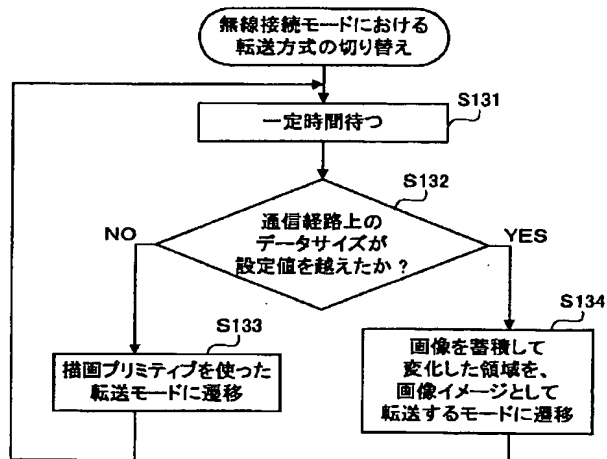 無線接続モードにおける
転送方式の切り替え
S131
一定時間待つ
S132
通信経路上の
データサイズが
設定値を越えたか？
NO
YES
S133
描画プリミティブを使った
転送モードに遷移
S134
画像を蓄積して
変化した領域を、
画像イメージとして
転送するモードに遷移